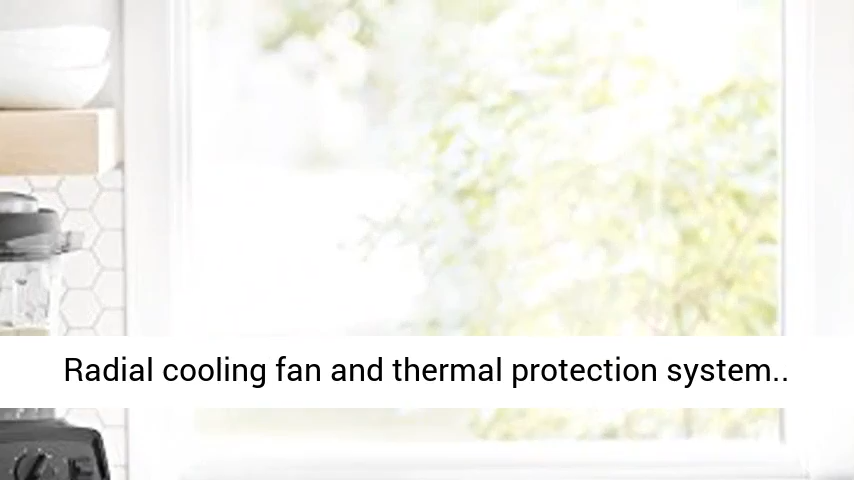 Radial cooling fan and thermal protection system..